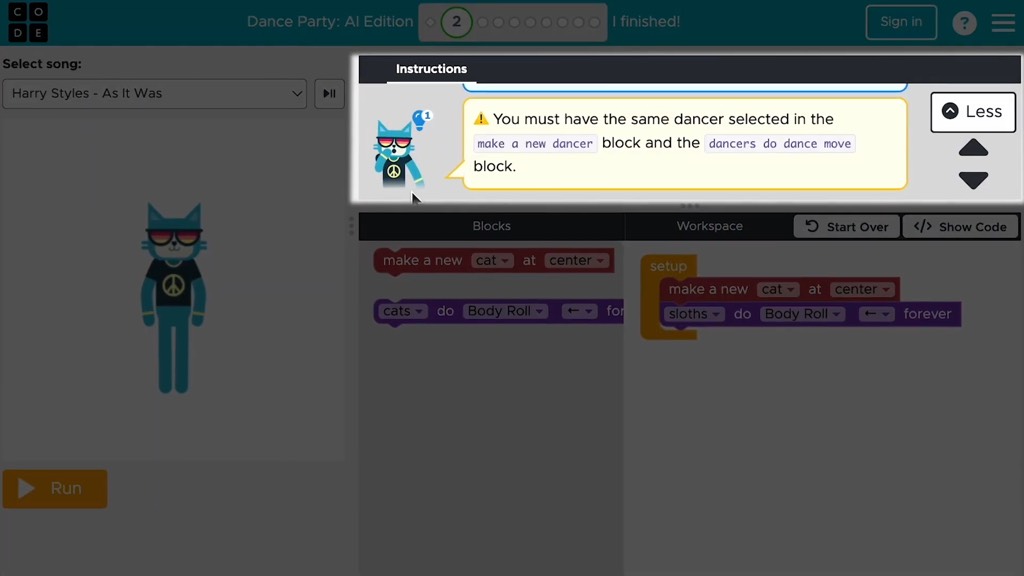 CO
DE
Dance Party: AI Edition
2
I finished!
Sign in
?
Select song:
Harry Styles - As It Was
Instructions
1
⚠ You must have the same dancer selected in the
make a new dancer block and the dancers do dance move
block.
Less
Blocks
Workspace
Start Over
</> Show Code
make a new cat at center
cats do Body Roll ← for
setup
make a new cat at center
sloths do Body Roll ← forever
Run